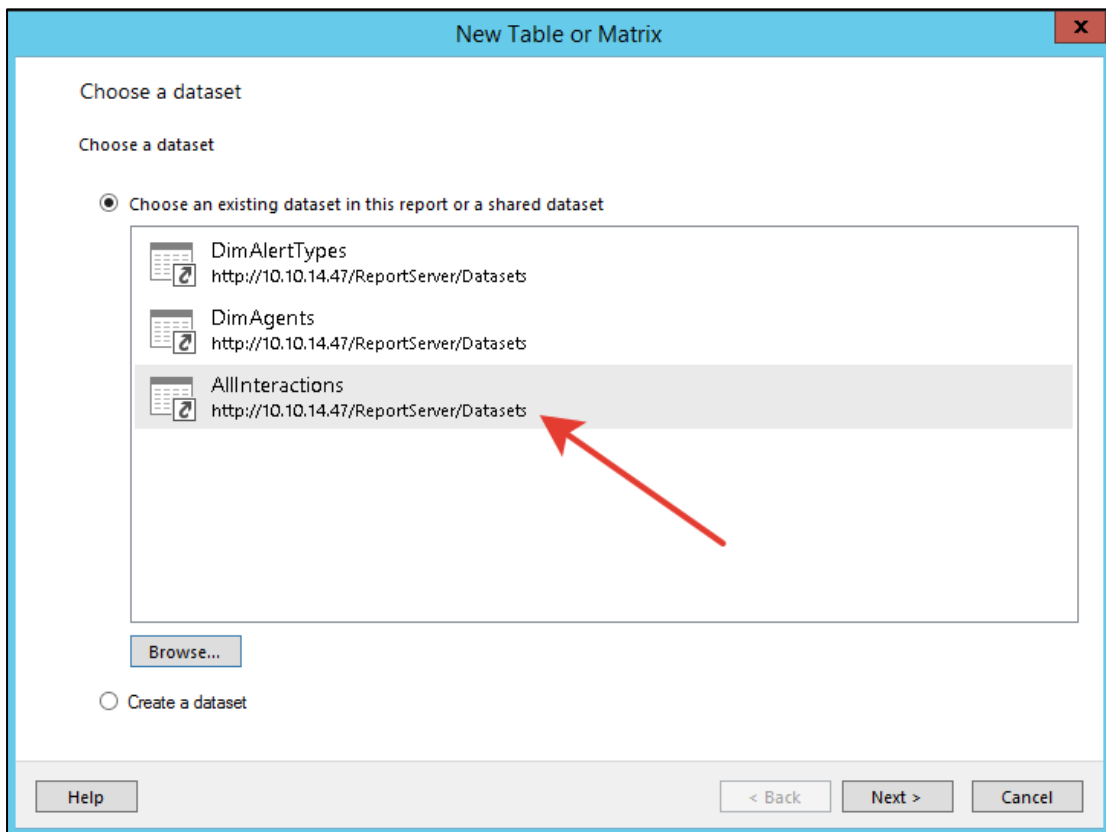 New Table or Matrix
x
Choose a dataset
Choose a dataset
Choose an existing dataset in this report or a shared dataset
DimAlertTypes
http://10.10.14.47/ReportServer/Datasets
DimAgents
http://10.10.14.47/ReportServer/Datasets
AllInteractions
http://10.10.14.47/ReportServer/Datasets
Browse...
Create a dataset
Help
< Back
Next >
Cancel